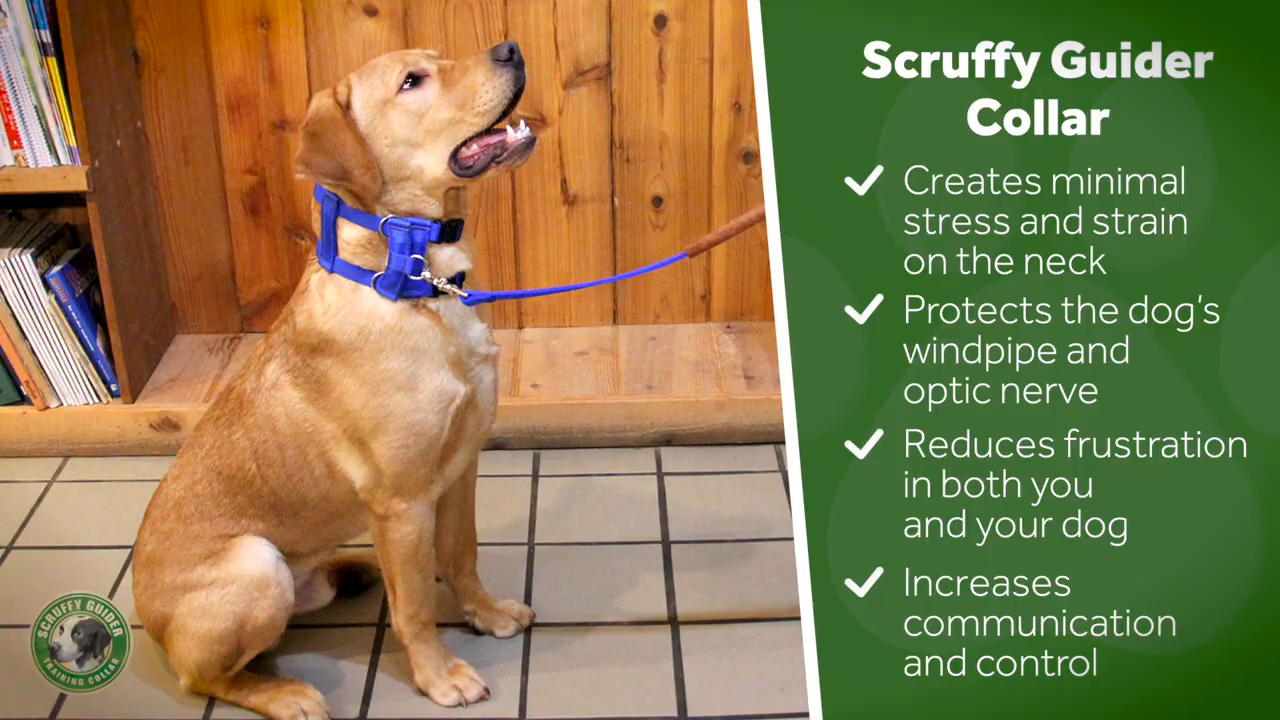 Scruffy Guider
Collar
Creates minimal
stress and strain
on the neck
Protects the dog's
windpipe and
optic nerve
Reduces frustration
in both you
and your dog
Increases
communication
and control
SCRUFFY GUIDER
TRAINING COLLAR